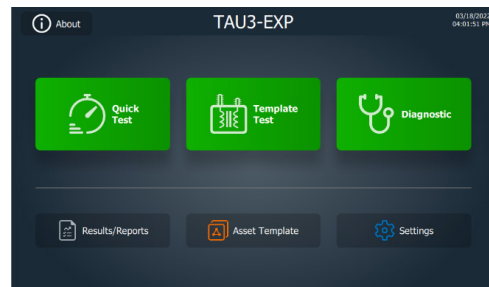 About
TAU3-EXP
03/18/2022
04:01:51 PM
Quick
Test
Template
Test
Diagnostic
Results/Reports
Asset Template
Settings